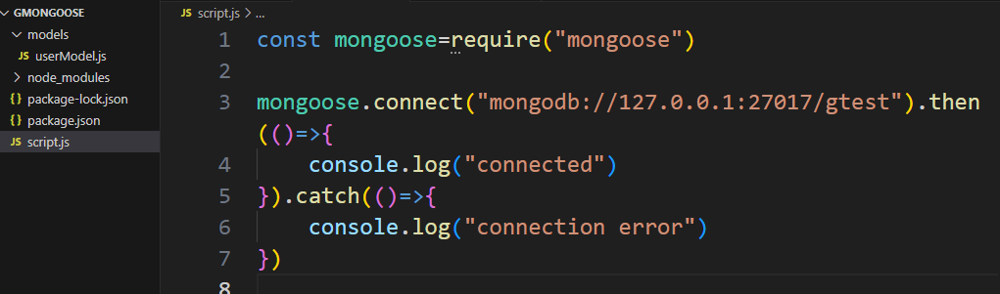 GMONGOOSE
models
JS userModel.js
node_modules
{} package-lock.json
{} package.json
JS script.js
JS script.js > ...
1 const mongoose=require("mongoose")
2
3 mongoose.connect("mongodb://127.0.0.1:27017/gtest").then
(()=>{
4 console.log("connected")
5 }).catch(()=>{
6 console.log("connection error")
7 })
8